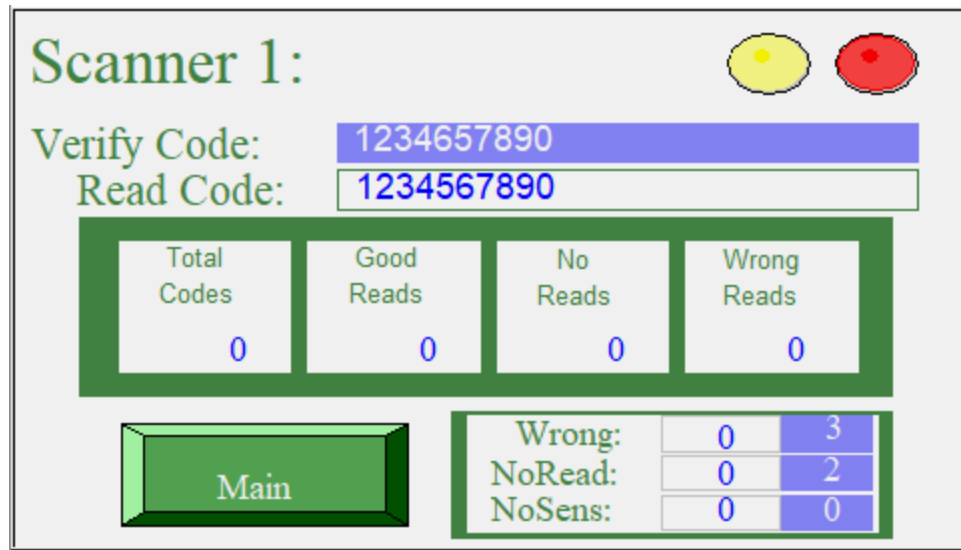 Scanner 1:
Verify Code: 1234657890
Read Code: 1234567890
Total Codes 0
Good Reads 0
No Reads 0
Wrong Reads 0
Main
Wrong: 0 3
NoRead: 0 2
NoSens: 0 0